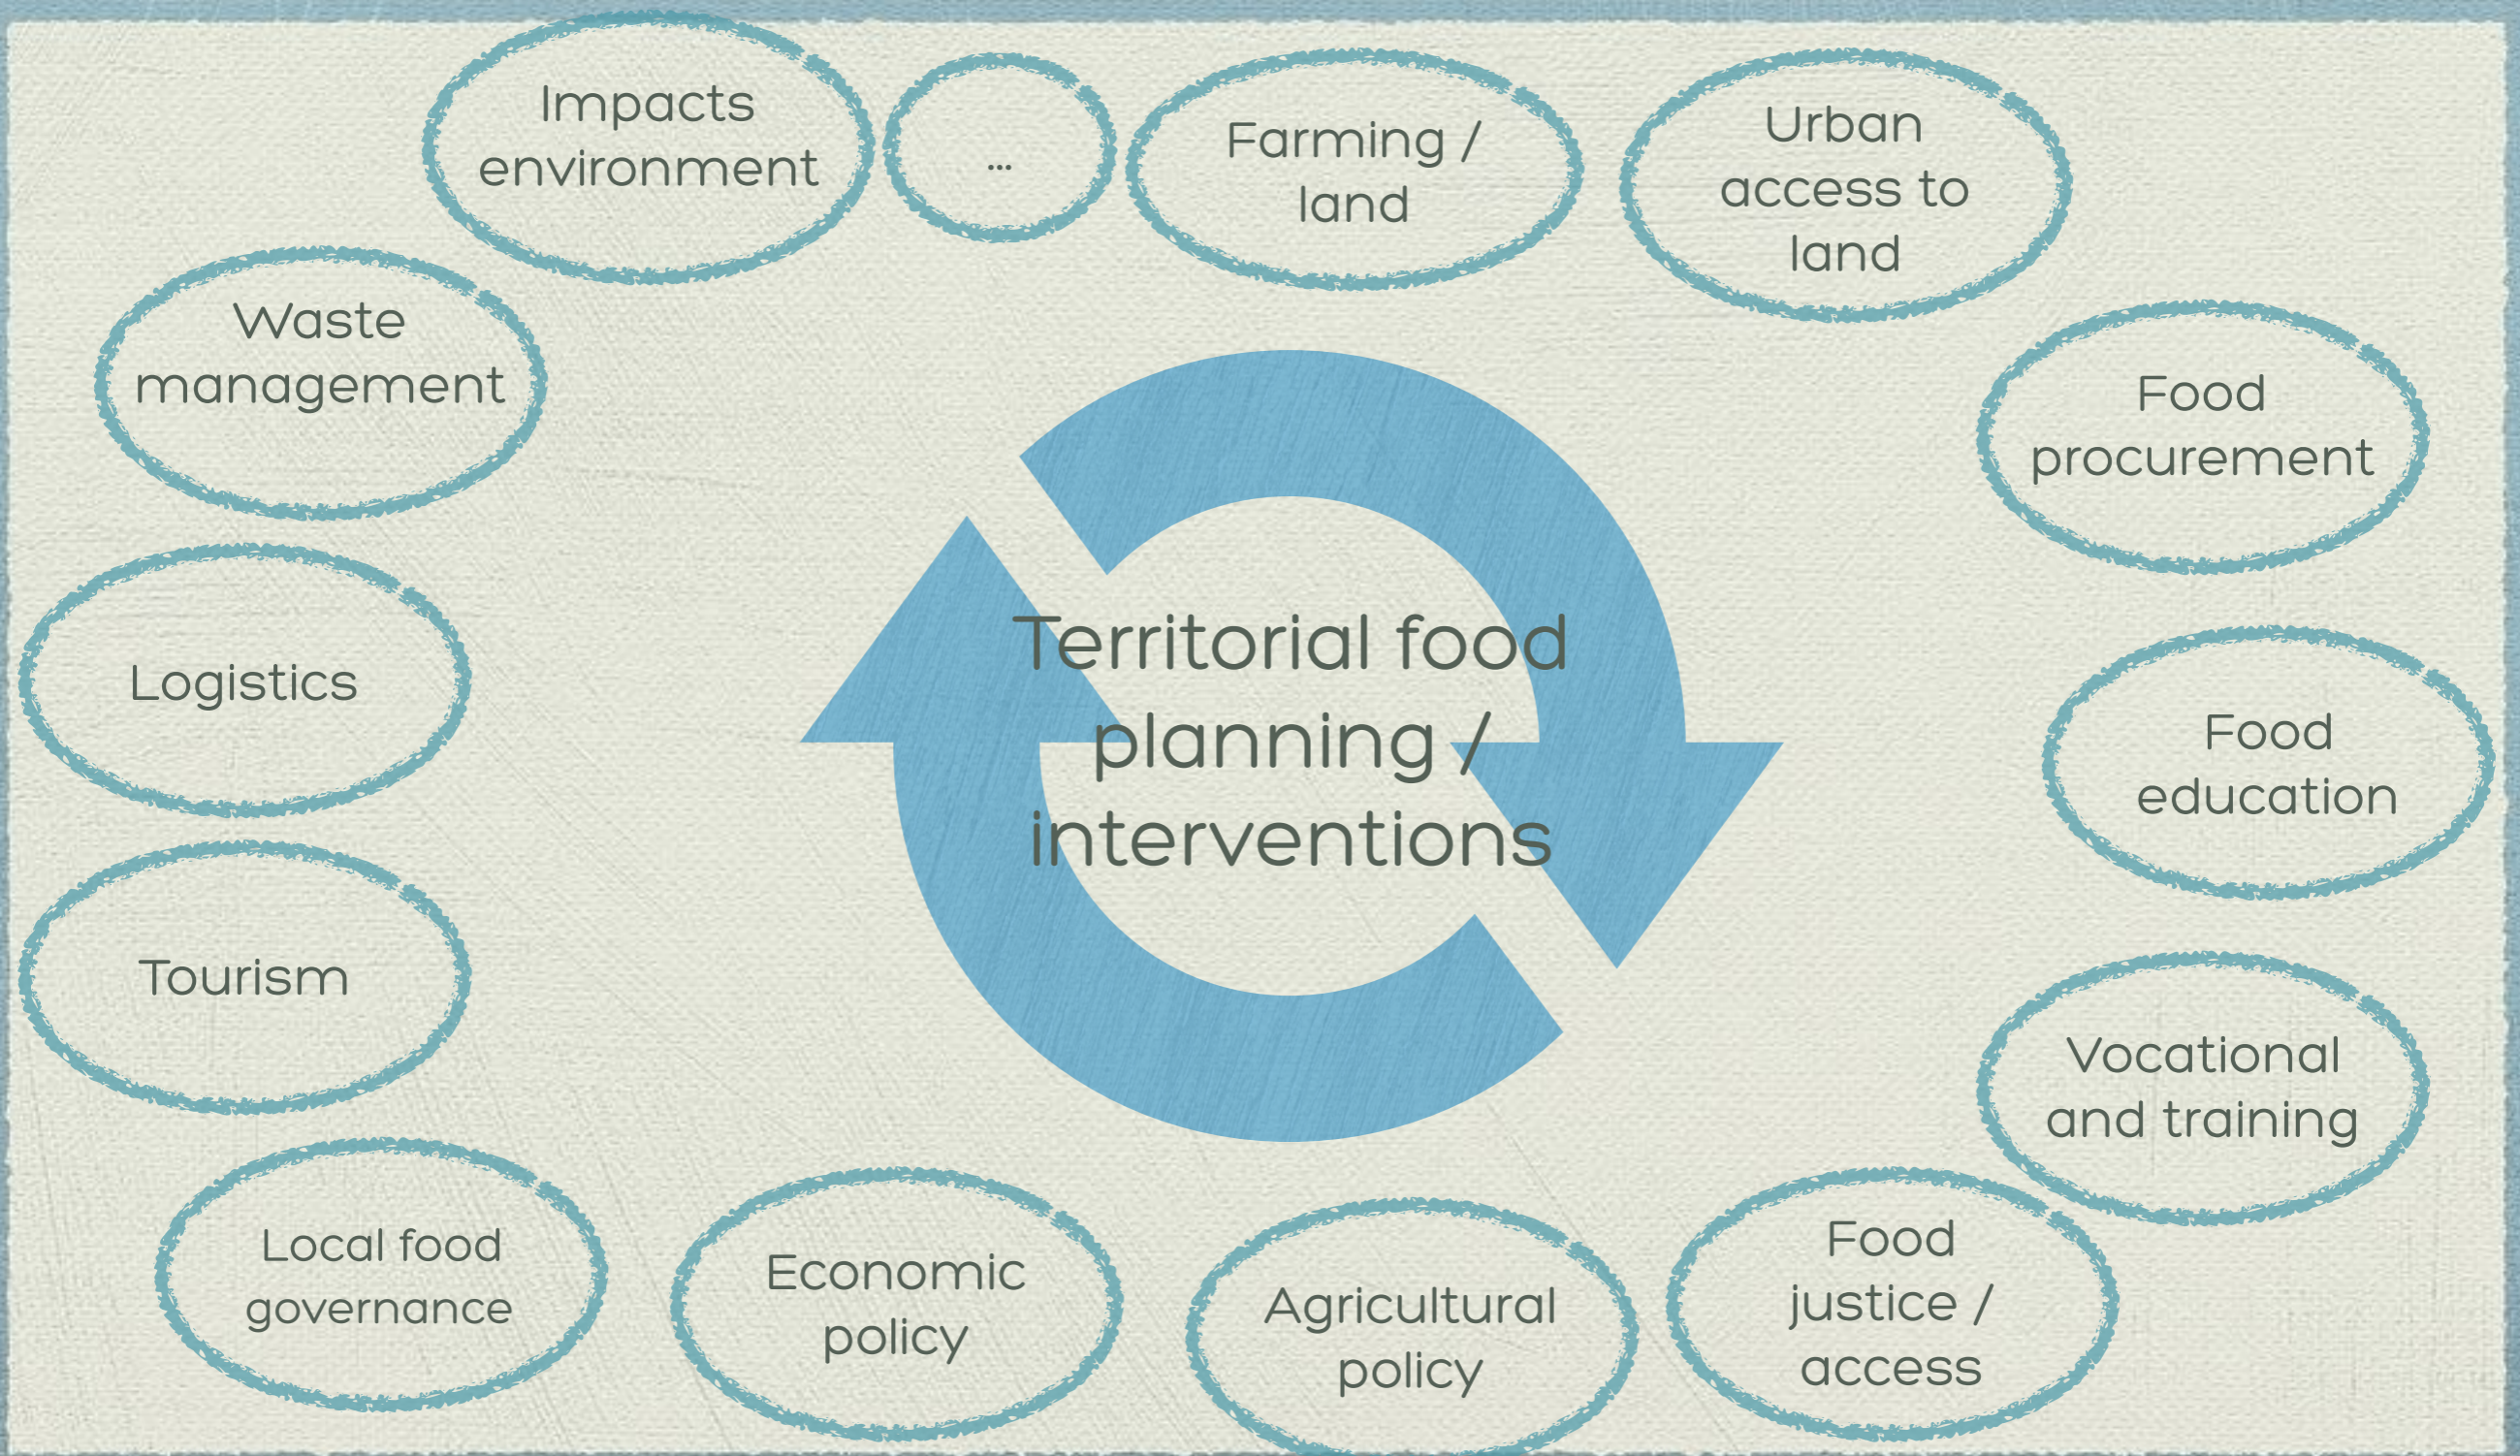 Impacts
environment
...
Farming /
land
Urban
access to
land
Waste
management
Food
procurement
Logistics
Territorial food
planning /
interventions
Food
education
Tourism
Vocational
and training
Local food
governance
Economic
policy
Agricultural
policy
Food
justice /
access